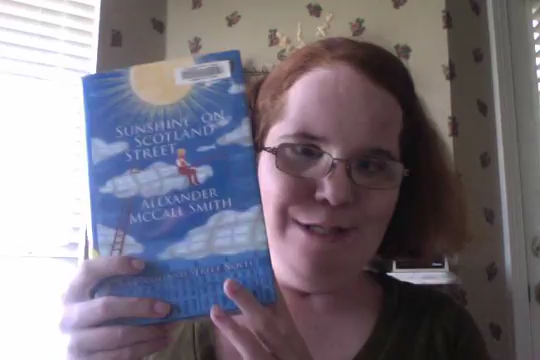 SUNSHINE ON
SCOTLAND
STREET
ALEXANDER
MCCALL SMITH